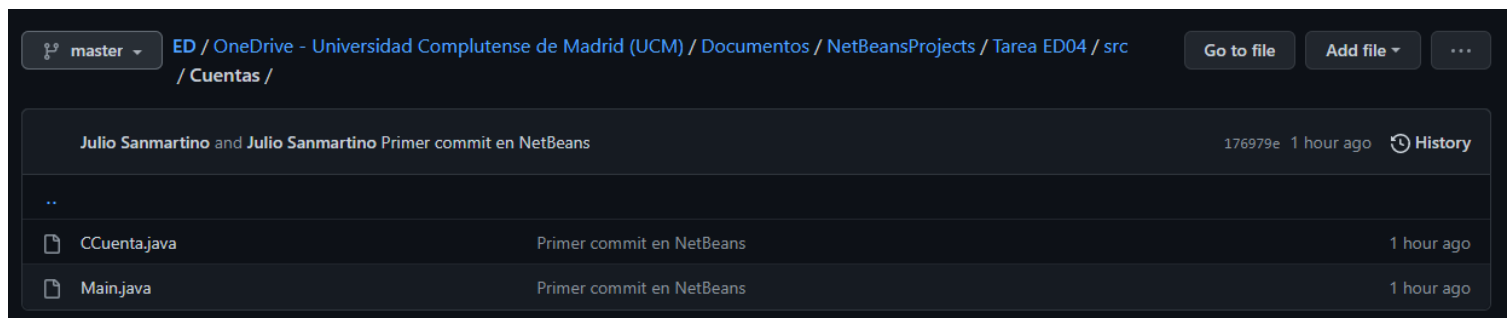 master ED / OneDrive - Universidad Complutense de Madrid (UCM) / Documentos / NetBeansProjects / Tarea ED04 / src Go to file Add file ...
/ Cuentas /
Julio Sanmartino and Julio Sanmartino Primer commit en NetBeans 176979e 1 hour ago History
..
CCuenta.java Primer commit en NetBeans 1 hour ago
Main.java Primer commit en NetBeans 1 hour ago